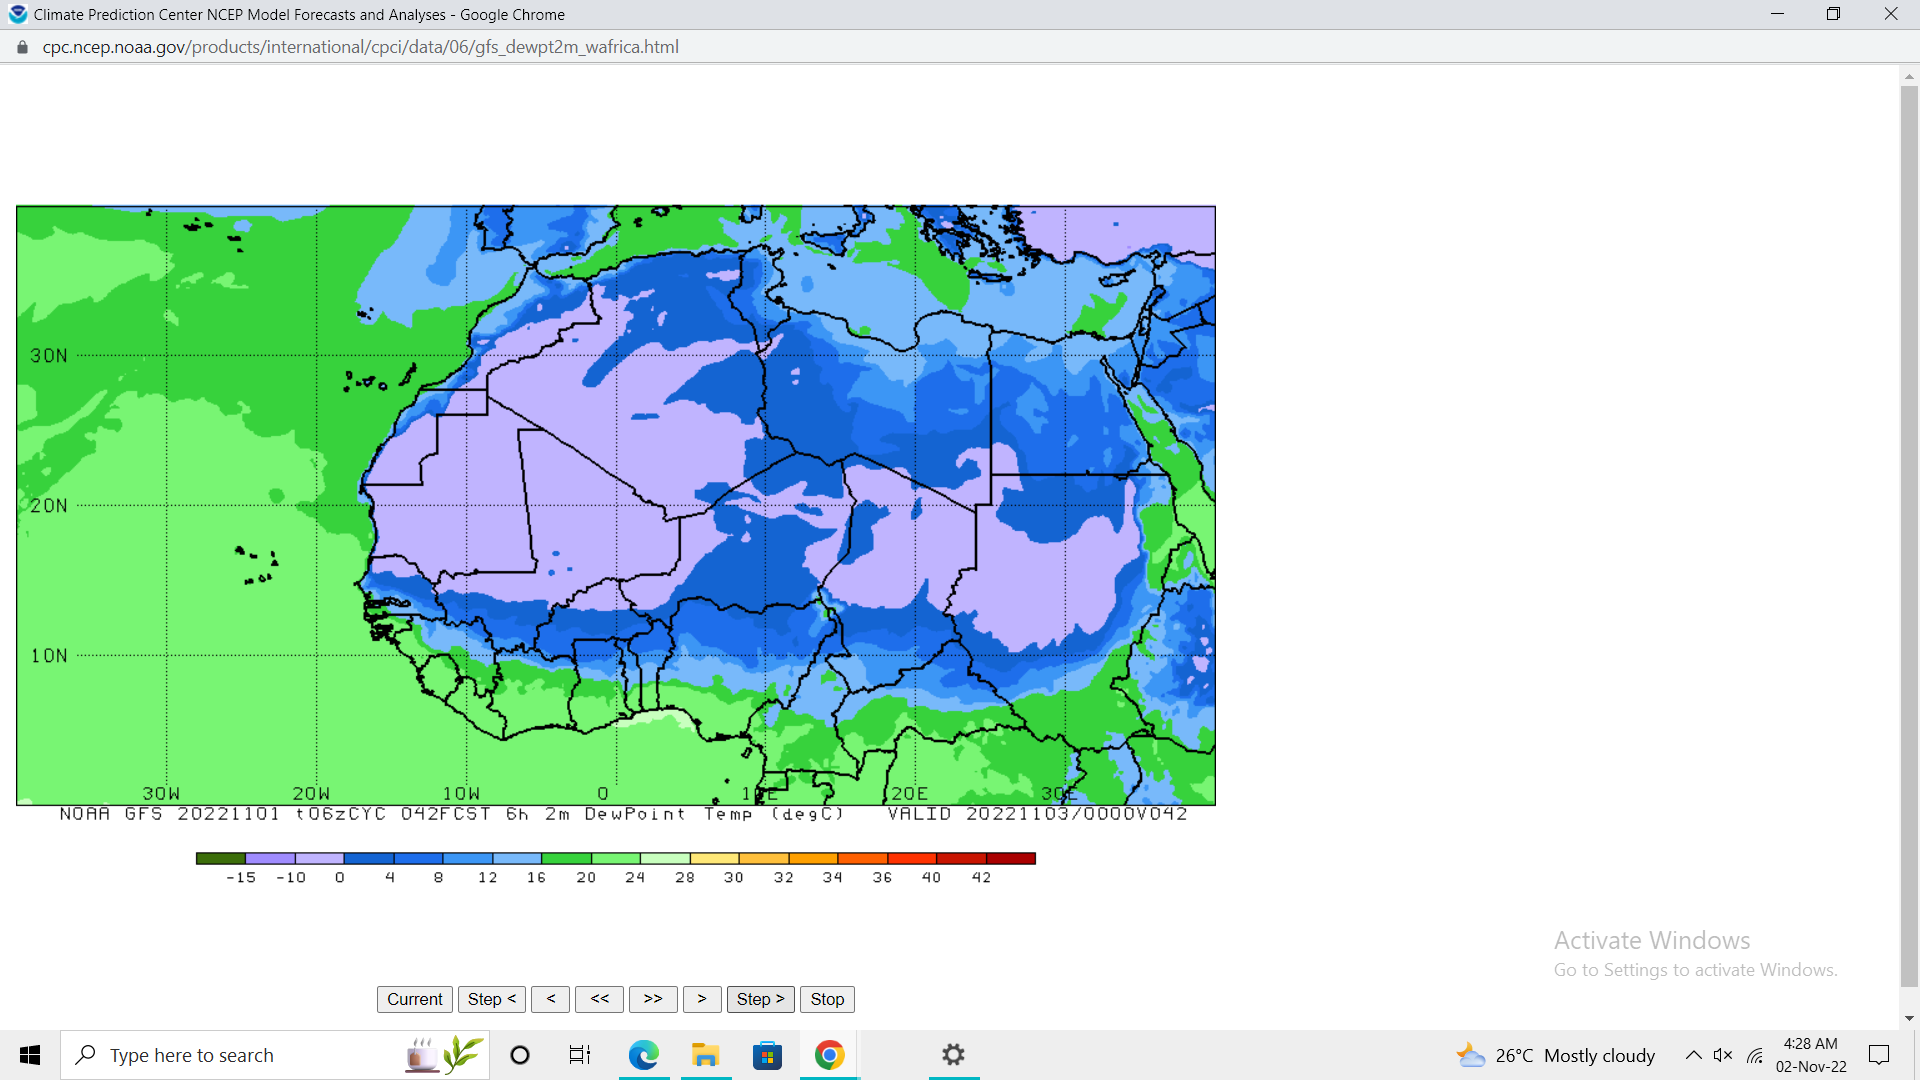 Climate Prediction Center NCEP Model Forecasts and Analyses - Google Chrome
cpc.ncep.noaa.gov/products/international/cpci/data/06/gfs_dewpt2m_wafrica.html
30N
20N
10N
30W 20W 10W 0 10E 20E 30E
NOAA GFS 20221101 t06zCYC 042FCST 6h 2m DewPoint Temp (degC) VALID 20221103/0000V042
-15 -10 0 4 8 12 16 20 24 28 30 32 34 36 40 42
Activate Windows
Go to Settings to activate Windows.
Current Step < < << >> > Step > Stop
Type here to search
26°C Mostly cloudy
4:28 AM
02-Nov-22